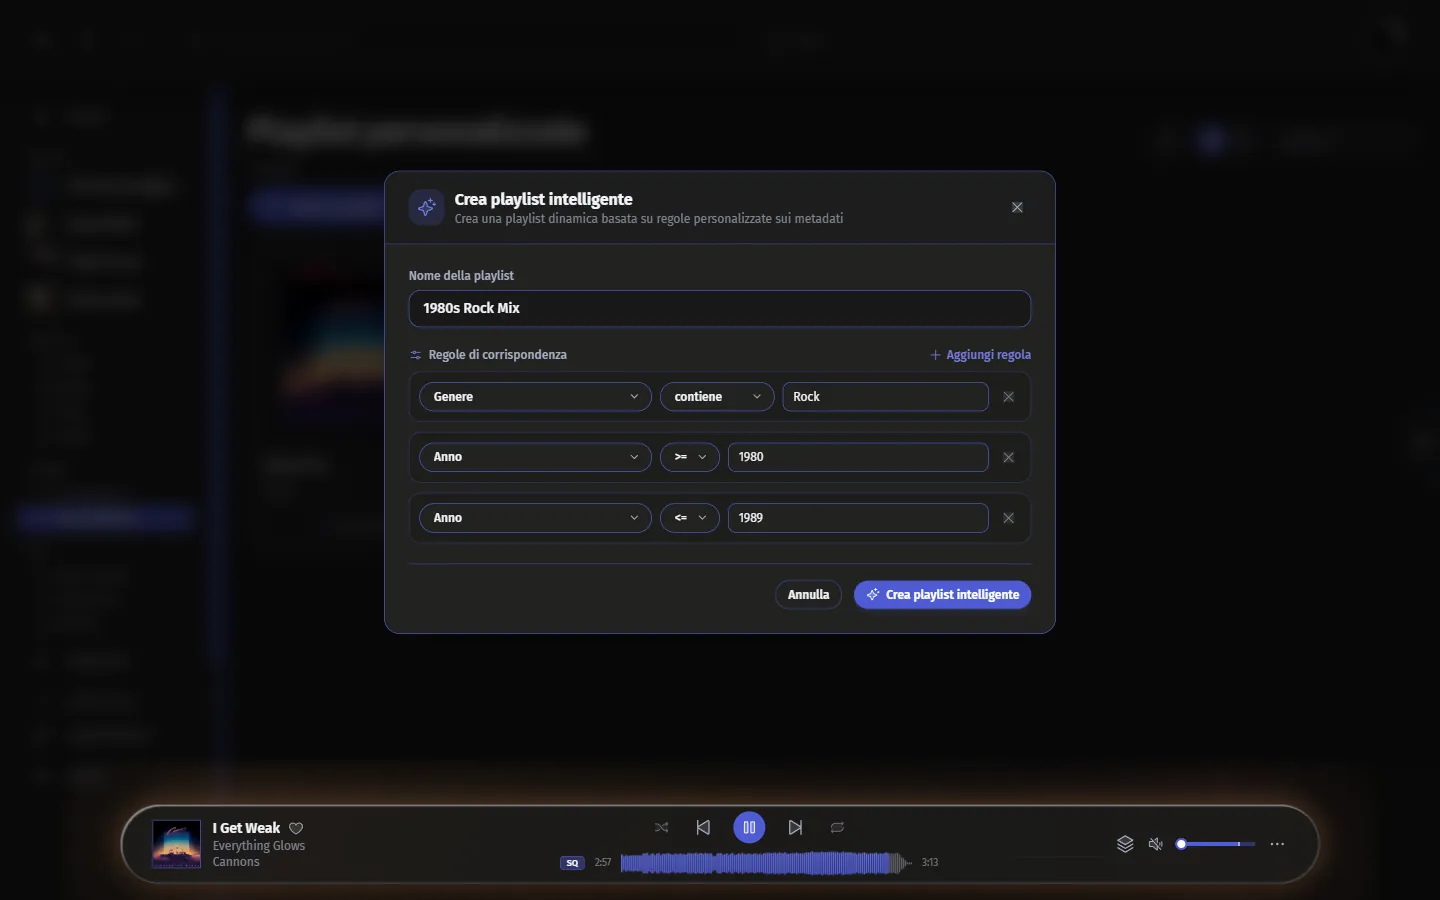 Crea playlist intelligente
Crea una playlist dinamica basata su regole personalizzate sui metadati
Nome della playlist
1980s Rock Mix
Regole di corrispondenza
Aggiungi regola
Genere contiene Rock
Anno >= 1980
Anno <= 1989
Annulla
Crea playlist intelligente
I Get Weak
Everything Glows
Cannons
SQ 2:57 3:13